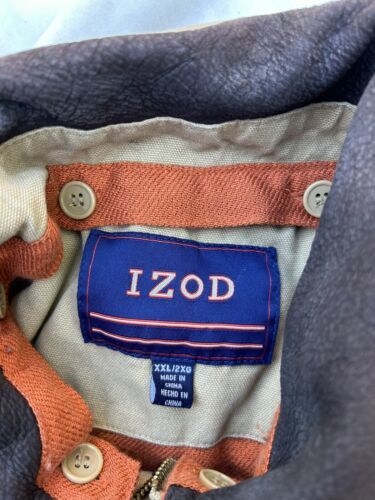 IZOD
XXL/2XG
MADE IN
CHINA
HECHO EN
CHINA